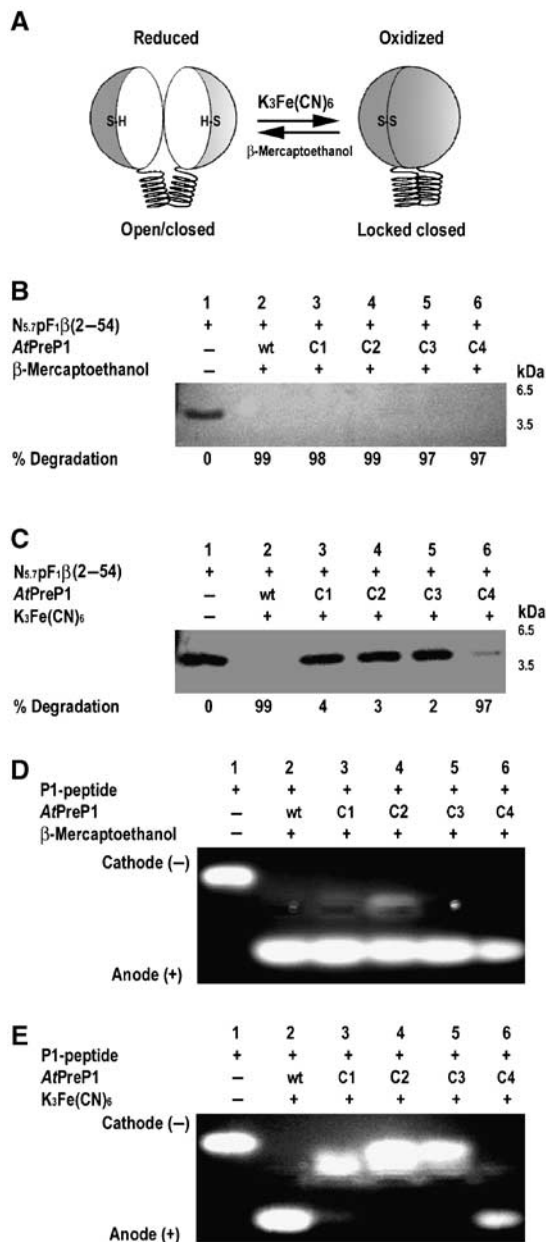 A
Reduced Oxidized
S-H H-S K₃Fe(CN)₆ S-S
β-Mercaptoethanol
Open/closed Locked closed
B
1 2 3 4 5 6
N₅.₇pF₁β(2–54) + + + + + +
AtPreP1 – wt C1 C2 C3 C4
β-Mercaptoethanol – + + + + + kDa
6.5
3.5
% Degradation 0 99 98 99 97 97
C
1 2 3 4 5 6
N₅.₇pF₁β(2–54) + + + + + +
AtPreP1 – wt C1 C2 C3 C4
K₃Fe(CN)₆ – + + + + + kDa
6.5
3.5
% Degradation 0 99 4 3 2 97
D
1 2 3 4 5 6
P1-peptide + + + + + +
AtPreP1 – wt C1 C2 C3 C4
β-Mercaptoethanol – + + + + +
Cathode (–)
Anode (+)
E
1 2 3 4 5 6
P1-peptide + + + + + +
AtPreP1 – wt C1 C2 C3 C4
K₃Fe(CN)₆ – + + + + +
Cathode (–)
Anode (+)